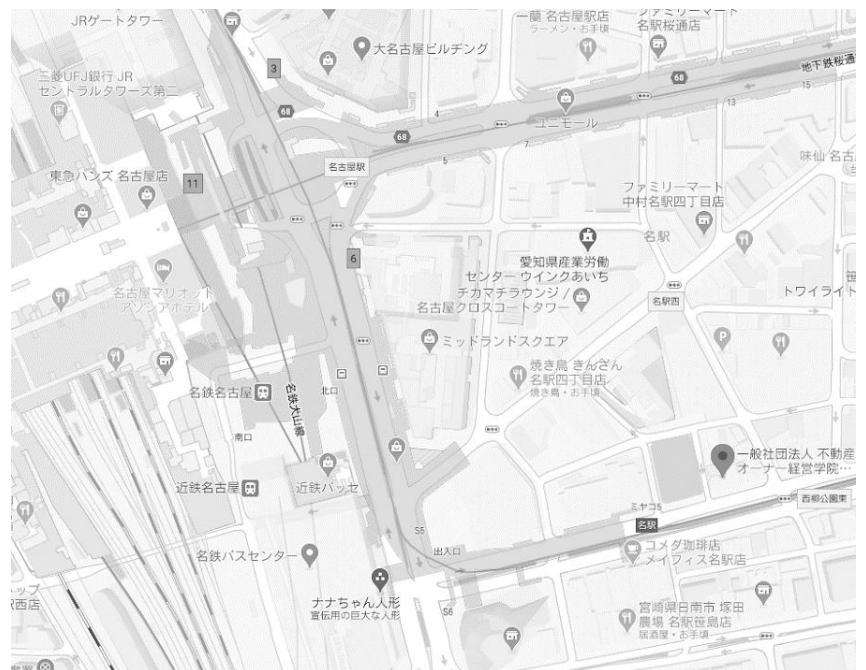 JRゲートタワー
三菱UFJ銀行 JR
セントラルタワーズ第二
東急ハンズ 名古屋店
11
名古屋マリオット
アソシアホテル
3
68
大名古屋ビルヂング
一蘭 名古屋駅店
ラーメン・お手頃
ファミリーマート
名駅桜通店
68
地下鉄桜通
ユニモール
68
4
5
7
13
15
名古屋駅
味仙 名古
ファミリーマート
中村名駅四丁目店
6
愛知県産業労働
センター ウインクあいち
名駅
チカマチラウンジ /
名古屋クロスコートタワー
名駅四
トワイライト
ミッドランドスクエア
焼き鳥 きんざん
名駅四丁目店
焼き鳥・お手頃
名鉄名古屋
名鉄犬山線
北口
南口
近鉄名古屋
近鉄パッセ
一般社団法人 不動産
オーナー経営学院…
西柳公園東
ミヤコ5
名駅
S5
出入口
名鉄バスセンター
コメダ珈琲店
メイフィス名駅店
ナナちゃん人形
宣伝用の巨大な人形
S6
宮崎県日南市 塚田
農場 名駅笹島店
居酒屋・お手頃
ップ
駅西店
P
笹